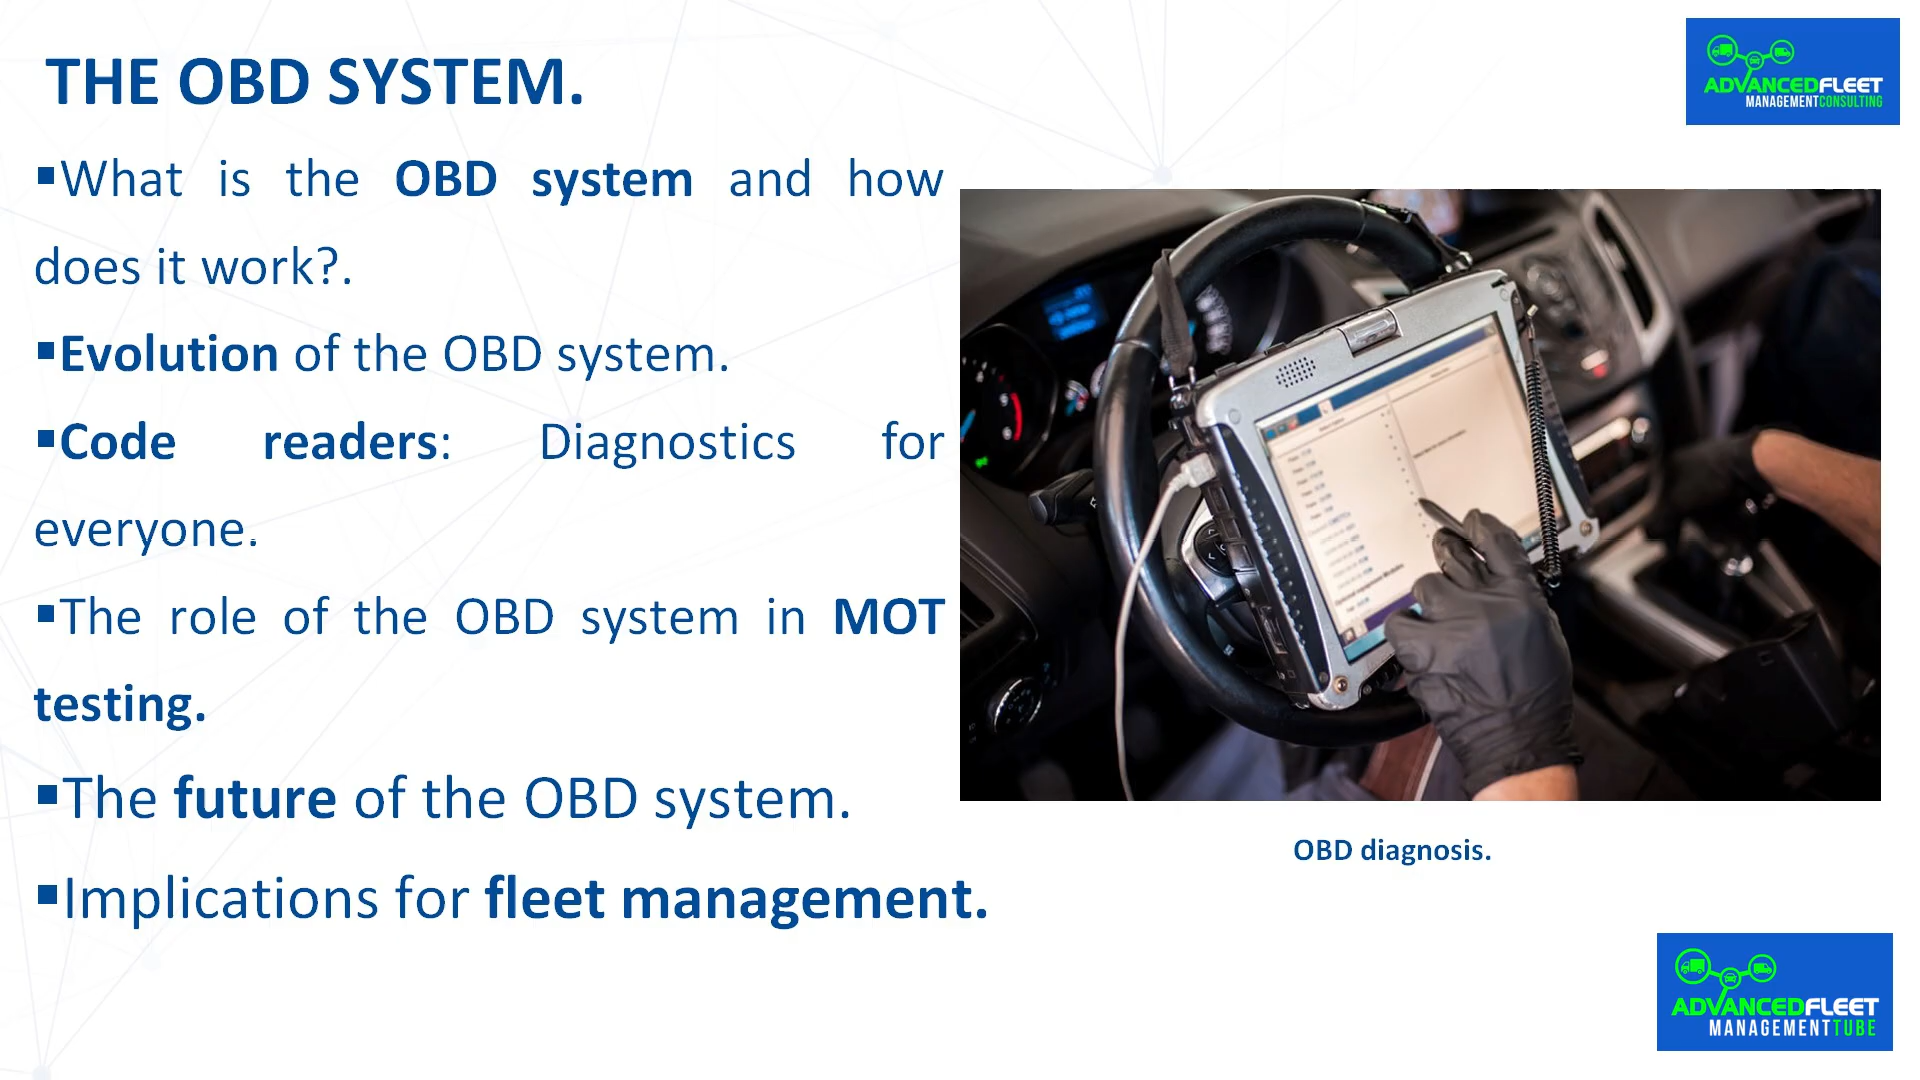 THE OBD SYSTEM.
▪What is the OBD system and how
does it work?.
▪Evolution of the OBD system.
▪Code readers: Diagnostics for
everyone.
▪The role of the OBD system in MOT
testing.
▪The future of the OBD system.
▪Implications for fleet management.
ADVANCEDFLEET
MANAGEMENTCONSULTING
OBD diagnosis.
ADVANCEDFLEET
MANAGEMENTTUBE